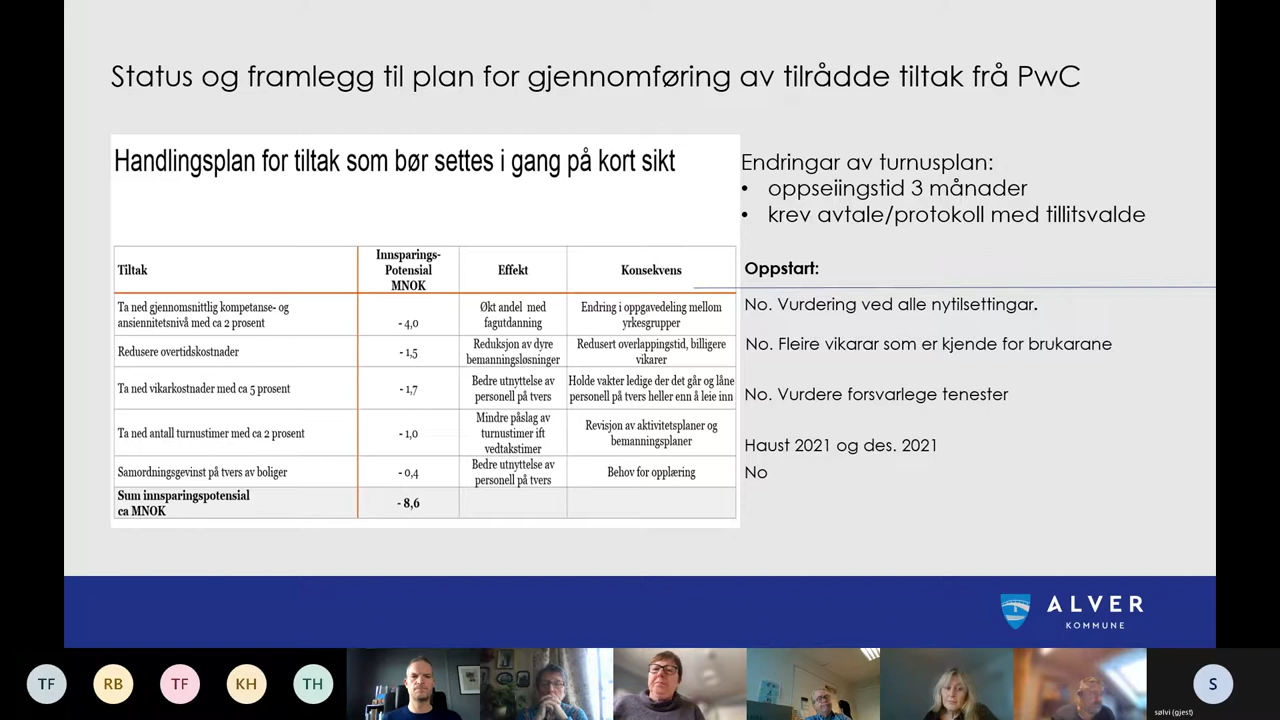 Status og framlegg til plan for gjennomføring av tilrådde tiltak frå PwC
Handlingsplan for tiltak som bør settes i gang på kort sikt
Tiltak
Innsparings-
Potensial
MNOK
Effekt
Konsekvens
Ta ned gjennomsnittlig kompetanse- og
ansiennitetsnivå med ca 2 prosent
- 4,0
Økt andel med
fagutdanning
Endring i oppgavedeling mellom
yrkesgrupper
Redusere overtidskostnader
- 1,5
Reduksjon av dyre
bemanningsløsninger
Redusert overlappingstid, billigere
vikarer
Ta ned vikarkostnader med ca 5 prosent
- 1,7
Bedre utnyttelse av
personell på tvers
Holde vakter ledige der det går og låne
personell på tvers heller enn å leie inn
Ta ned antall turnustimer med ca 2 prosent
- 1,0
Mindre påslag av
turnustimer ift
vedtakstimer
Revisjon av aktivitetsplaner og
bemanningsplaner
Samordningsgevinst på tvers av boliger
- 0,4
Bedre utnyttelse av
personell på tvers
Behov for opplæring
Sum innsparingspotensial
ca MNOK
- 8,6
Endringar av turnusplan:
• oppseiingstid 3 månader
• krev avtale/protokoll med tillitsvalde
Oppstart:
No. Vurdering ved alle nytilsettingar.
No. Fleire vikarar som er kjende for brukarane
No. Vurdere forsvarlege tenester
Haust 2021 og des. 2021
No
ALVER
KOMMUNE
TF
RB
TF
KH
TH
S
sølvi (gjest)